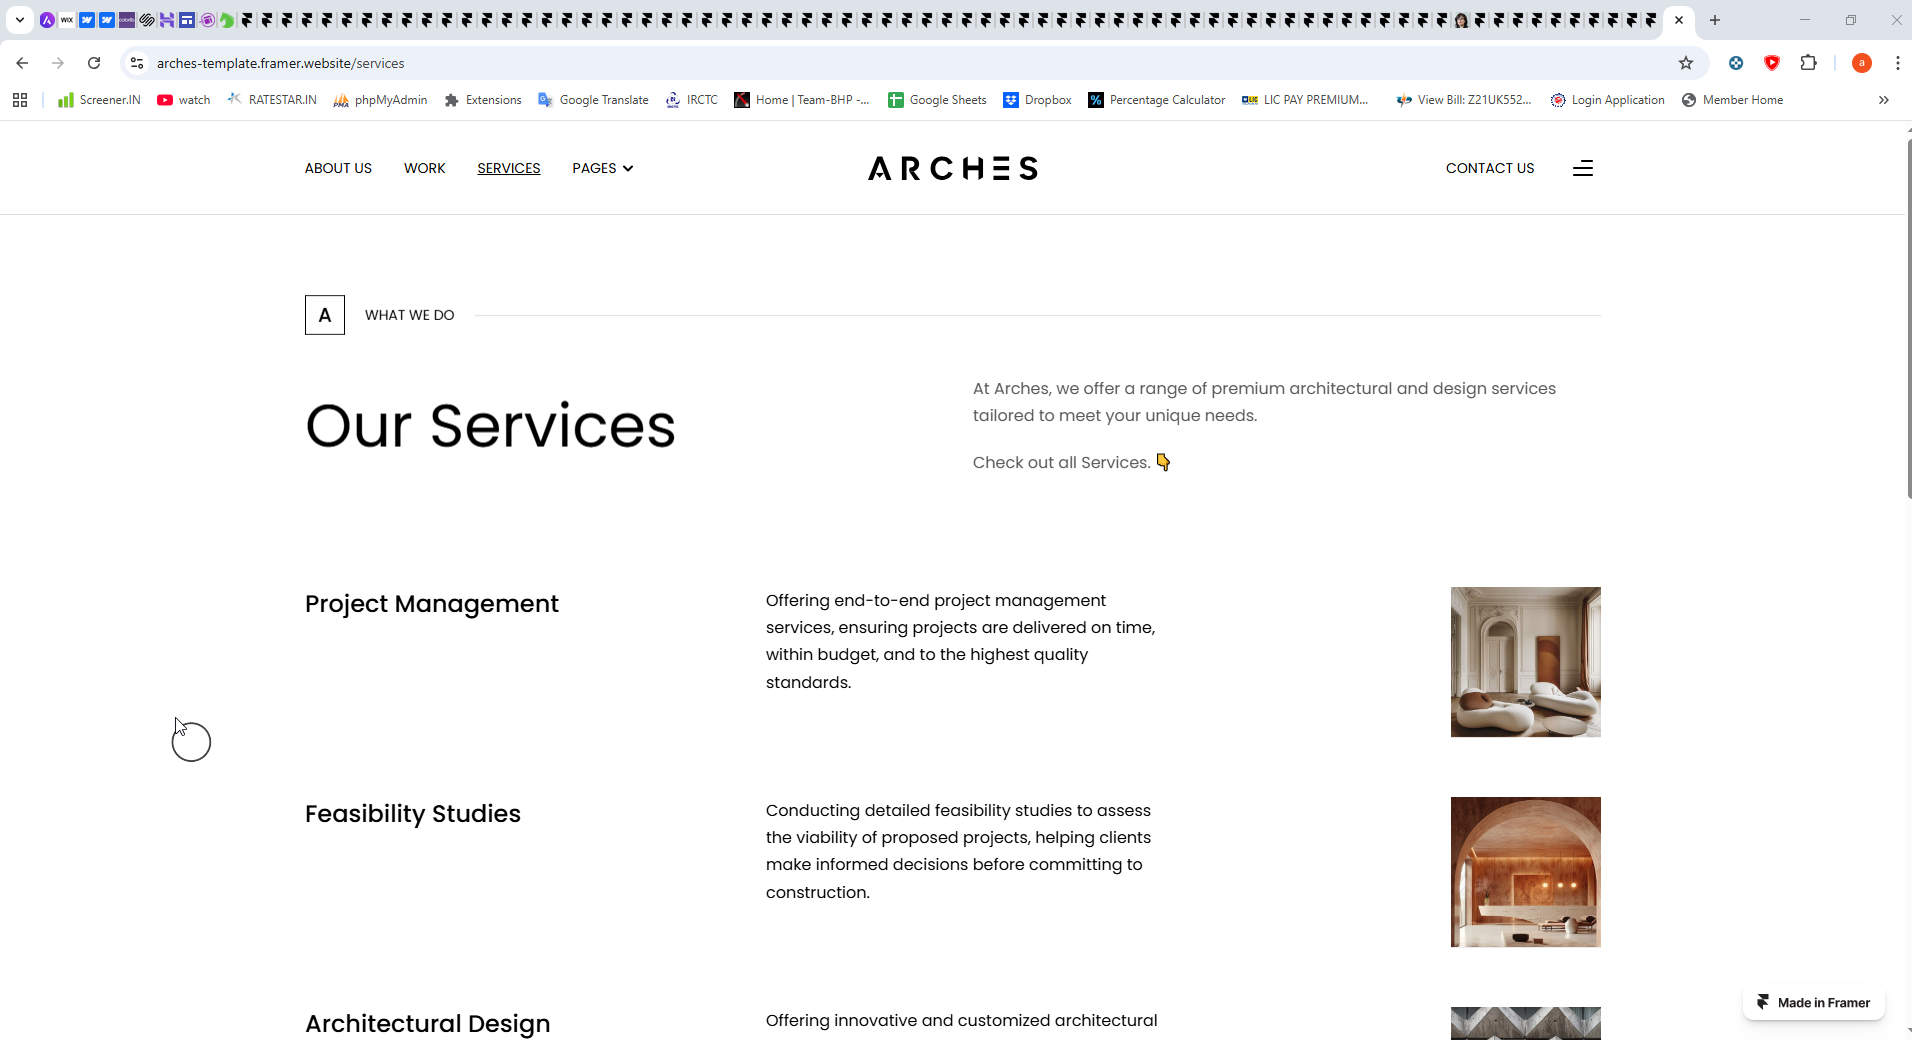 WIX
colorlib
arches-template.framer.website/services
a
Screener.IN
watch
RATESTAR.IN
PMA
phpMyAdmin
Extensions
Google Translate
IRCTC
Home | Team-BHP -...
Google Sheets
Dropbox
%
Percentage Calculator
LIC
LIC PAY PREMIUM...
View Bill: Z21UK552...
Login Application
Member Home
ABOUT US
WORK
SERVICES
PAGES
ARCHES
CONTACT US
A
WHAT WE DO
Our Services
At Arches, we offer a range of premium architectural and design services
tailored to meet your unique needs.
Check out all Services. 👇
Project Management
Offering end-to-end project management
services, ensuring projects are delivered on time,
within budget, and to the highest quality
standards.
Feasibility Studies
Conducting detailed feasibility studies to assess
the viability of proposed projects, helping clients
make informed decisions before committing to
construction.
Architectural Design
Offering innovative and customized architectural
Made in Framer